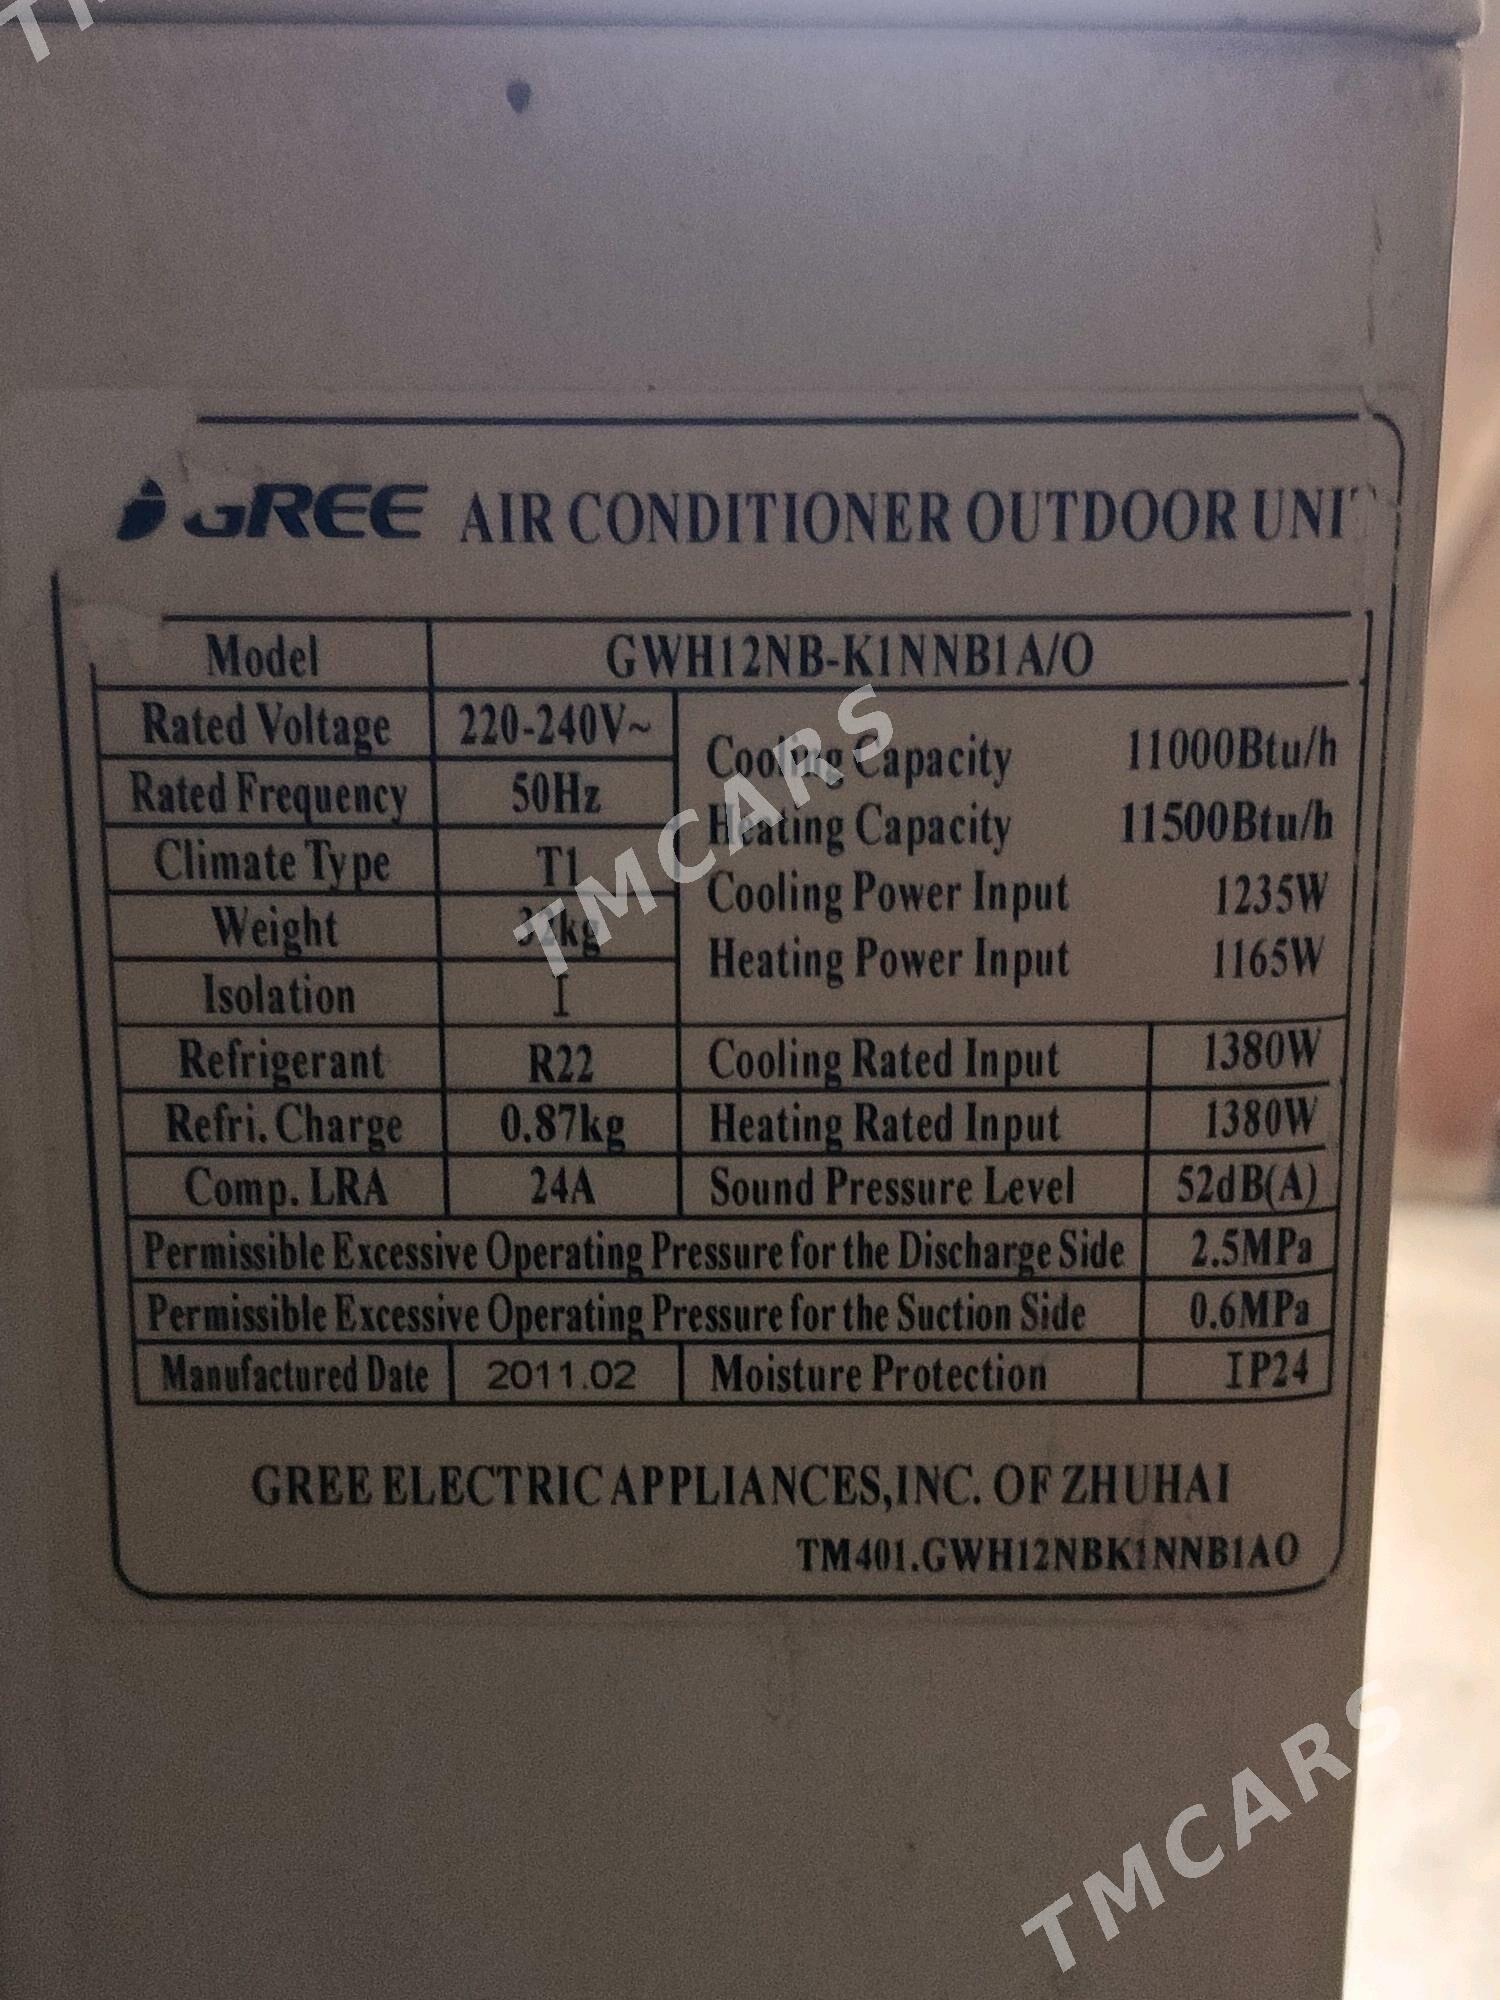 GREE AIR CONDITIONER OUTDOOR UNIT
Model GWH12NB-K1NNB1A/O
Rated Voltage 220-240V~
Rated Frequency 50Hz
Climate Type T1
Weight
Isolation I
Refrigerant R22
Refri. Charge 0.87kg
Comp. LRA 24A
Cooling Capacity 11000Btu/h
Heating Capacity 11500Btu/h
Cooling Power Input 1235W
Heating Power Input 1165W
Cooling Rated Input 1380W
Heating Rated Input 1380W
Sound Pressure Level 52dB(A)
Permissible Excessive Operating Pressure for the Discharge Side 2.5MPa
Permissible Excessive Operating Pressure for the Suction Side 0.6MPa
Manufactured Date 2011.02 Moisture Protection IP24
GREE ELECTRIC APPLIANCES,INC. OF ZHUHAI
TM401.GWH12NBK1NNB1AO
TMCARS
TMCARS